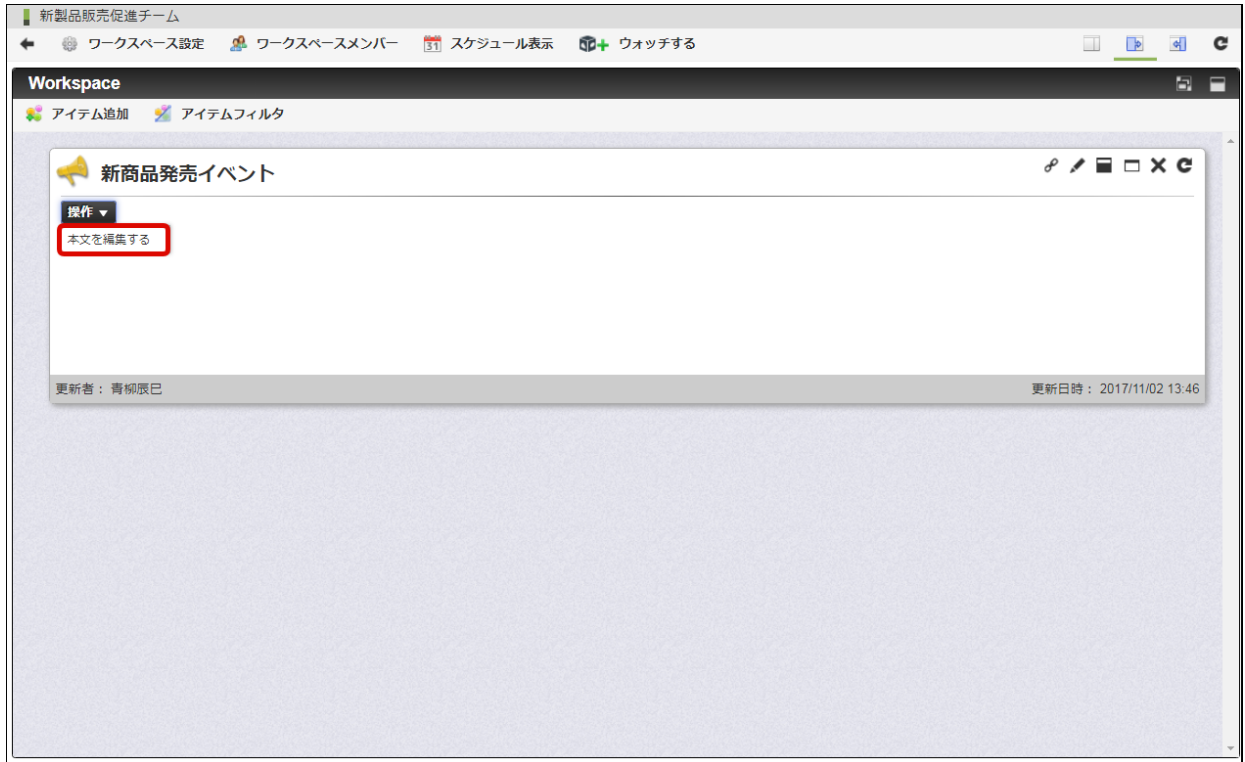 新製品販売促進チーム
ワークスペース設定 ワークスペースメンバー 31 スケジュール表示 ウォッチする
Workspace
アイテム追加 アイテムフィルタ
新商品発売イベント
操作 ▼
本文を編集する
更新者： 青柳辰巳 更新日時： 2017/11/02 13:46